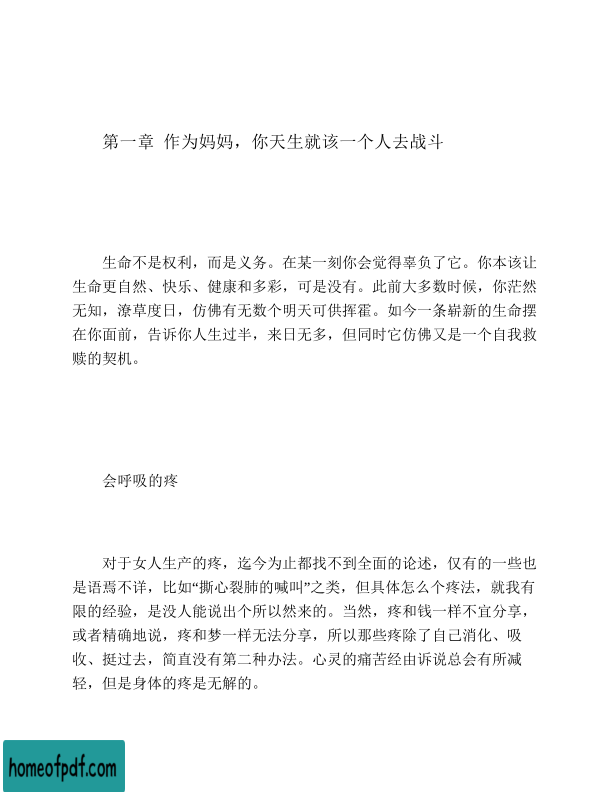 第一章 作为妈妈，你天生就该一个人去战斗
生命不是权利，而是义务。在某一刻你会觉得辜负了它。你本该让
生命更自然、快乐、健康和多彩，可是没有。此前大多数时候，你茫然
无知，潦草度日，仿佛有无数个明天可供挥霍。如今一条崭新的生命摆
在你面前，告诉你人生过半，来日无多，但同时它仿佛又是一个自我救
赎的契机。
会呼吸的疼
对于女人生产的疼，迄今为止都找不到全面的论述，仅有的一些也
是语焉不详，比如“撕心裂肺的喊叫”之类，但具体怎么个疼法，就我有
限的经验，是没人能说出个所以然来的。当然，疼和钱一样不宜分享，
或者精确地说，疼和梦一样无法分享，所以那些疼除了自己消化、吸
收、挺过去，简直没有第二种办法。心灵的痛苦经由诉说总会有所减
轻，但是身体的疼是无解的。
homeofpdf.com